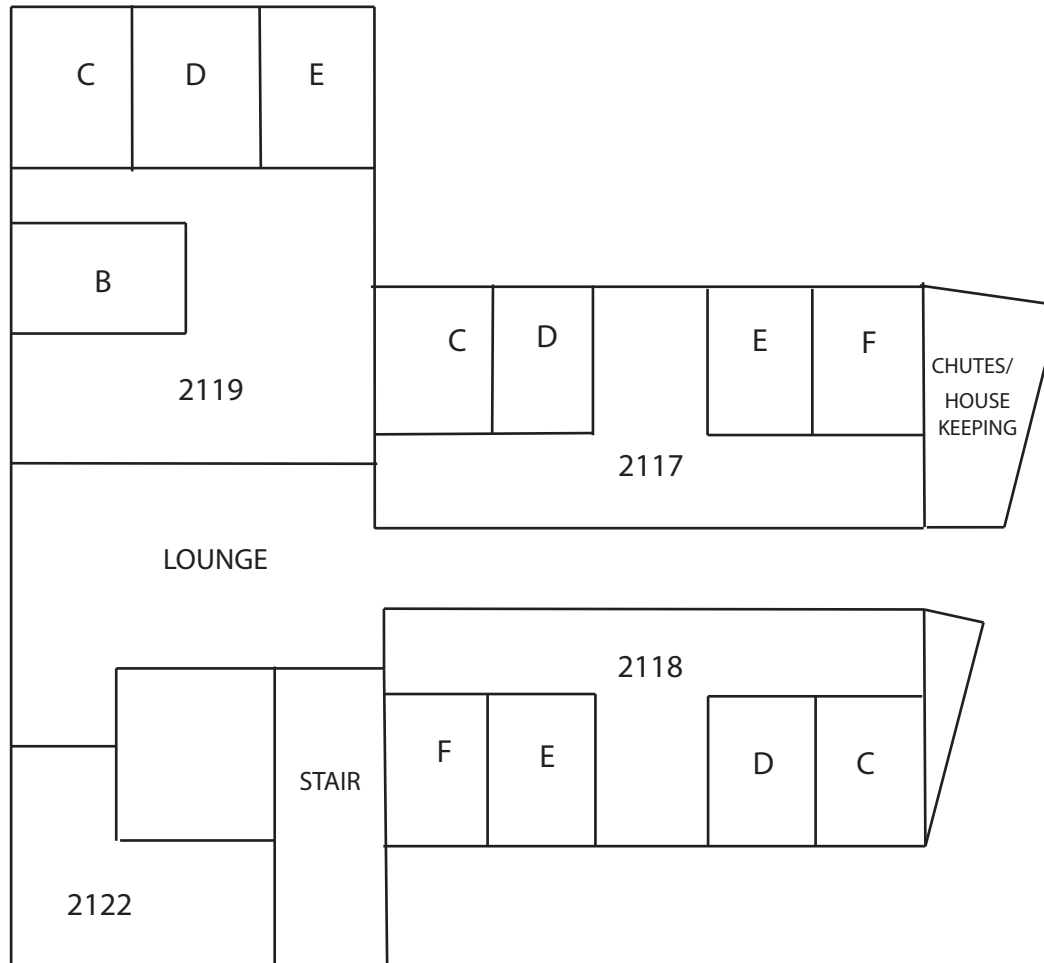 C D E
B
2119
C D E F
CHUTES/
HOUSE
KEEPING
2117
LOUNGE
2118
F E D C
STAIR
2122